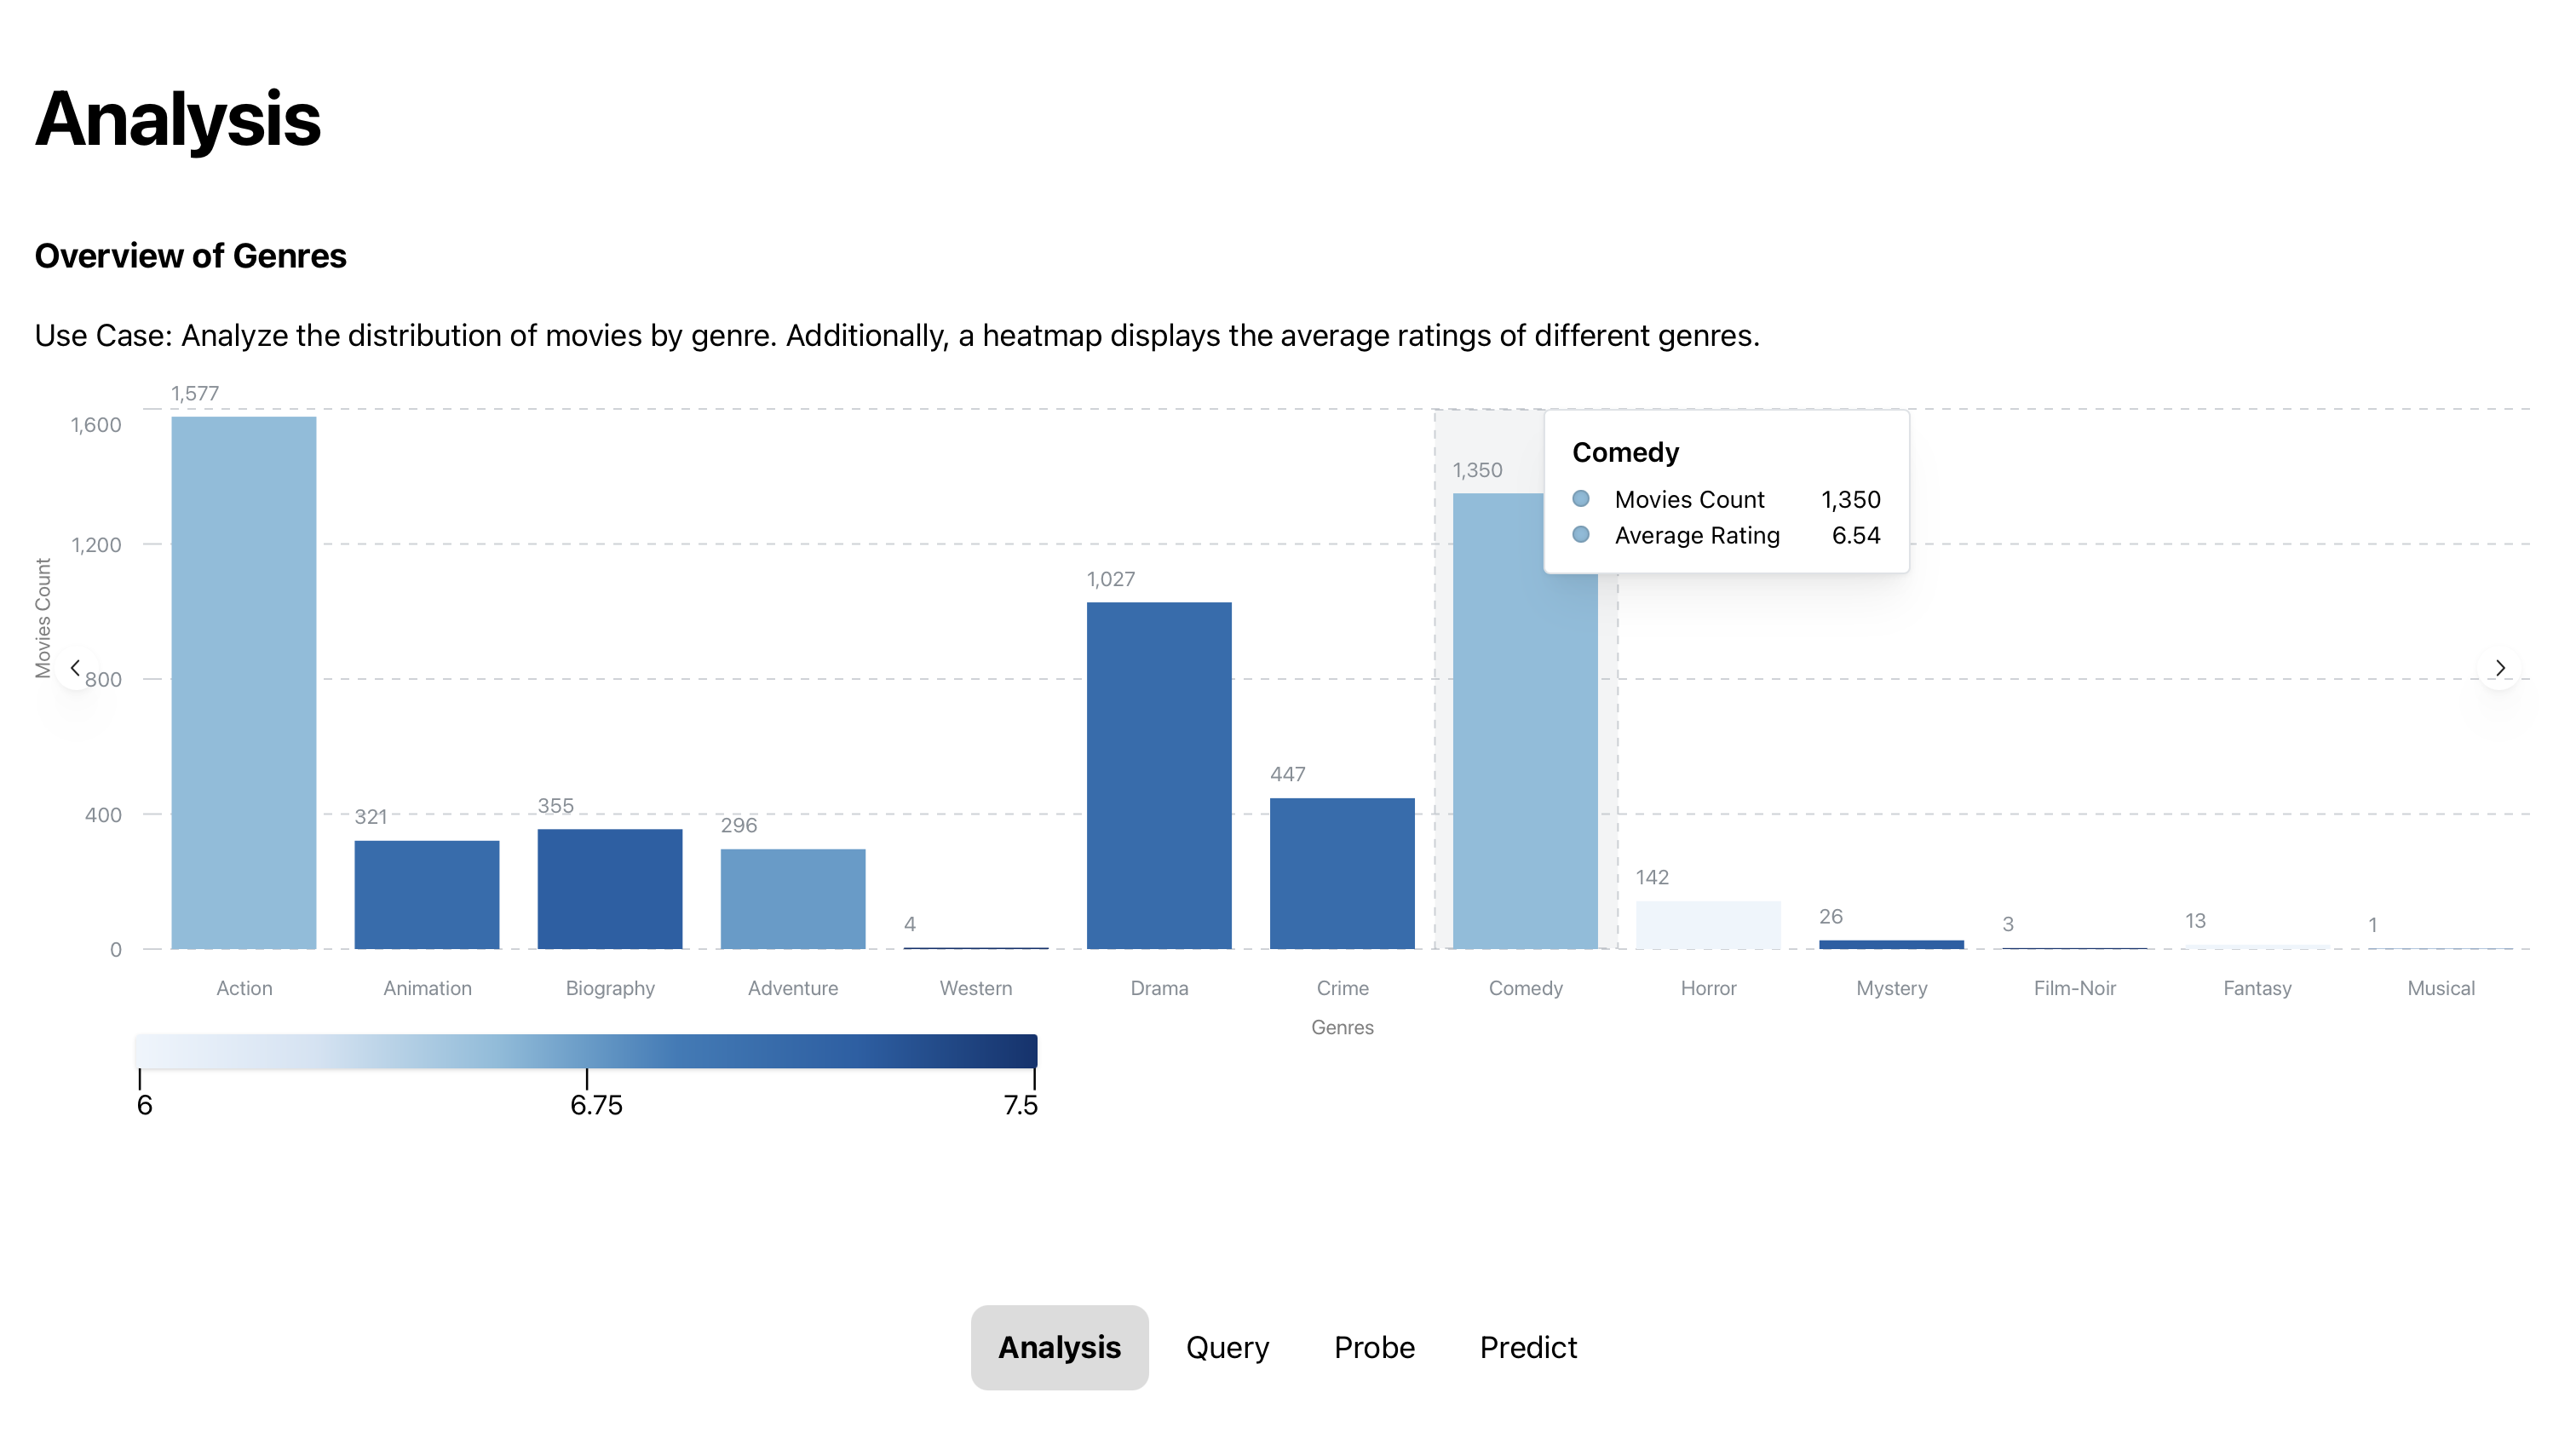 Analysis
Overview of Genres
Use Case: Analyze the distribution of movies by genre. Additionally, a heatmap displays the average ratings of different genres.
Movies Count
1,600
1,200
800
400
0
1,577
321
355
296
4
1,027
447
1,350
142
26
3
13
1
Comedy
Movies Count 1,350
Average Rating 6.54
Action Animation Biography Adventure Western Drama Crime Comedy Horror Mystery Film-Noir Fantasy Musical
Genres
6 6.75 7.5
Analysis Query Probe Predict